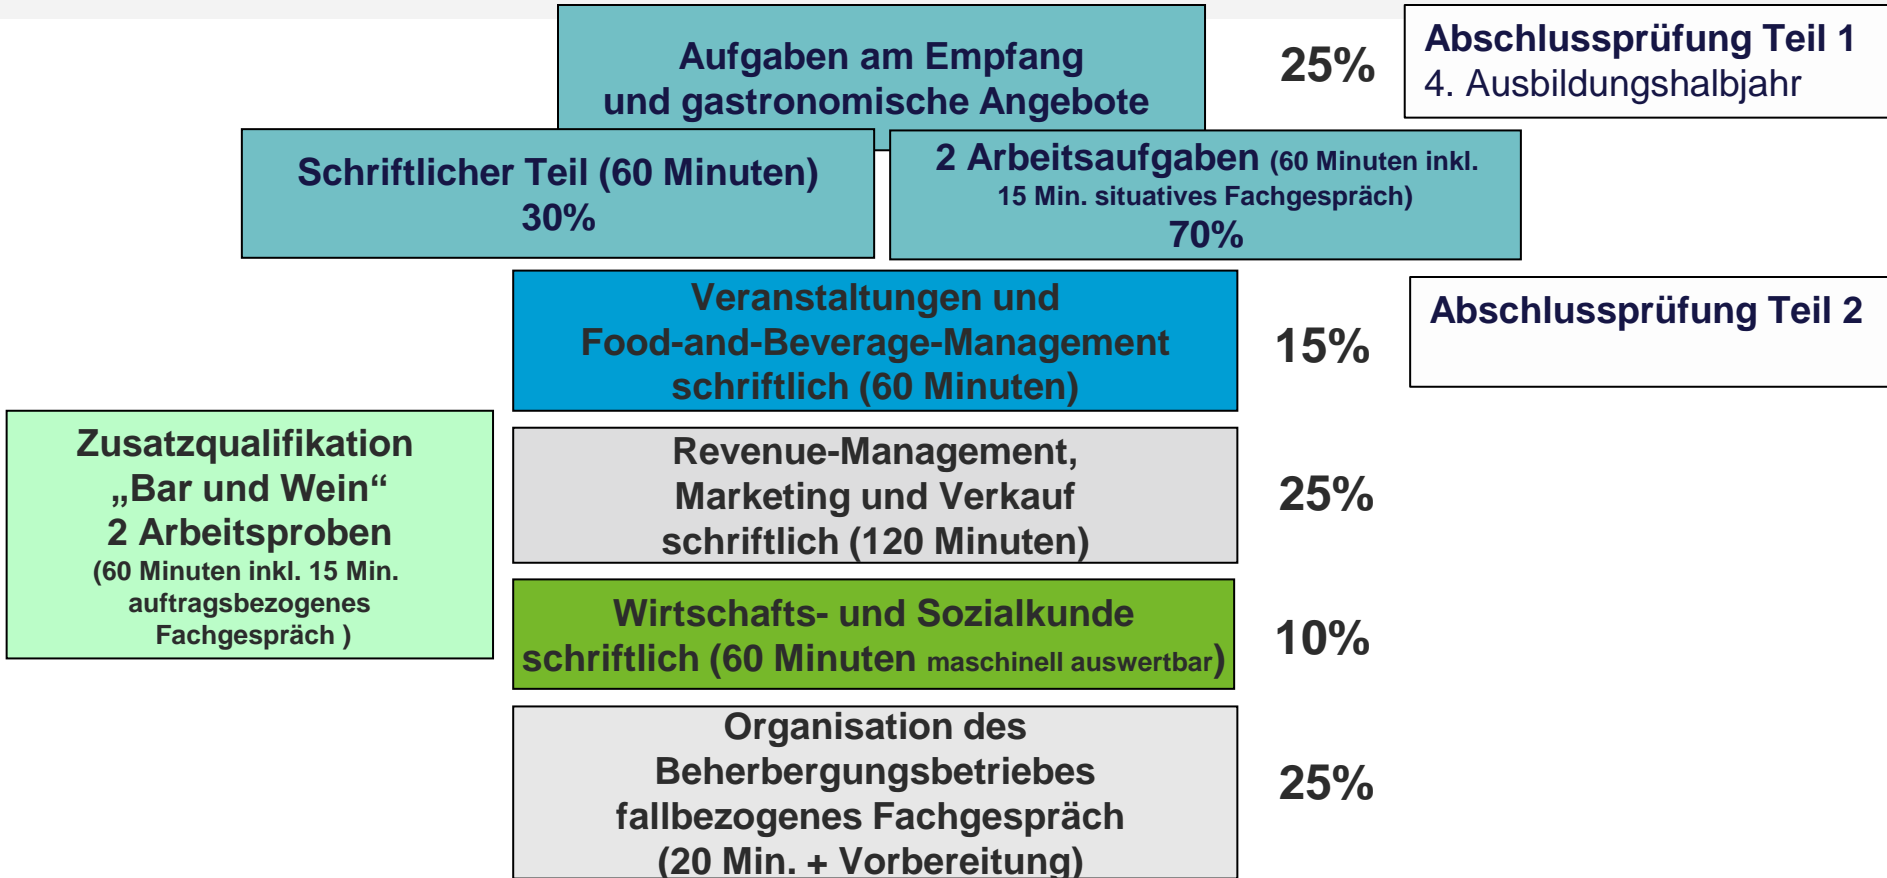 Aufgaben am Empfang
und gastronomische Angebote
25%
Abschlussprüfung Teil 1
4. Ausbildungshalbjahr
Schriftlicher Teil (60 Minuten)
30%
2 Arbeitsaufgaben (60 Minuten inkl.
15 Min. situatives Fachgespräch)
70%
Veranstaltungen und
Food-and-Beverage-Management
schriftlich (60 Minuten)
15%
Abschlussprüfung Teil 2
Zusatzqualifikation
„Bar und Wein“
2 Arbeitsproben
(60 Minuten inkl. 15 Min.
auftragsbezogenes
Fachgespräch )
Revenue-Management,
Marketing und Verkauf
schriftlich (120 Minuten)
25%
Wirtschafts- und Sozialkunde
schriftlich (60 Minuten maschinell auswertbar)
10%
Organisation des
Beherbergungsbetriebes
fallbezogenes Fachgespräch
(20 Min. + Vorbereitung)
25%